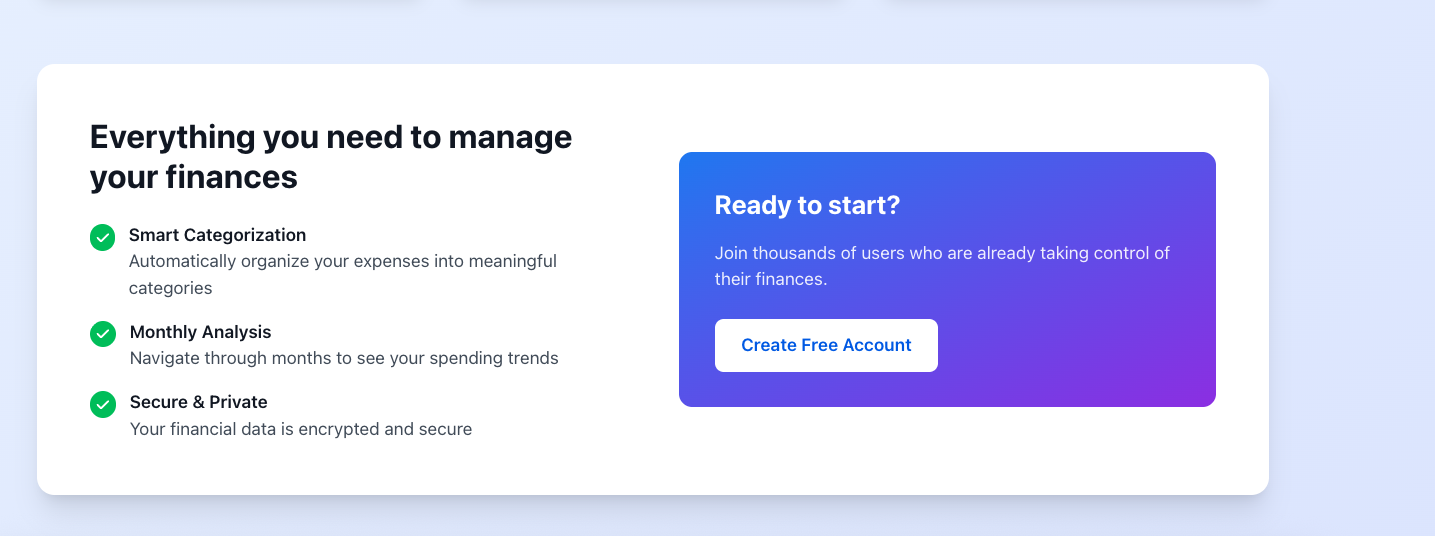 Everything you need to manage
your finances
Smart Categorization
Automatically organize your expenses into meaningful
categories
Monthly Analysis
Navigate through months to see your spending trends
Secure & Private
Your financial data is encrypted and secure
Ready to start?
Join thousands of users who are already taking control of
their finances.
Create Free Account